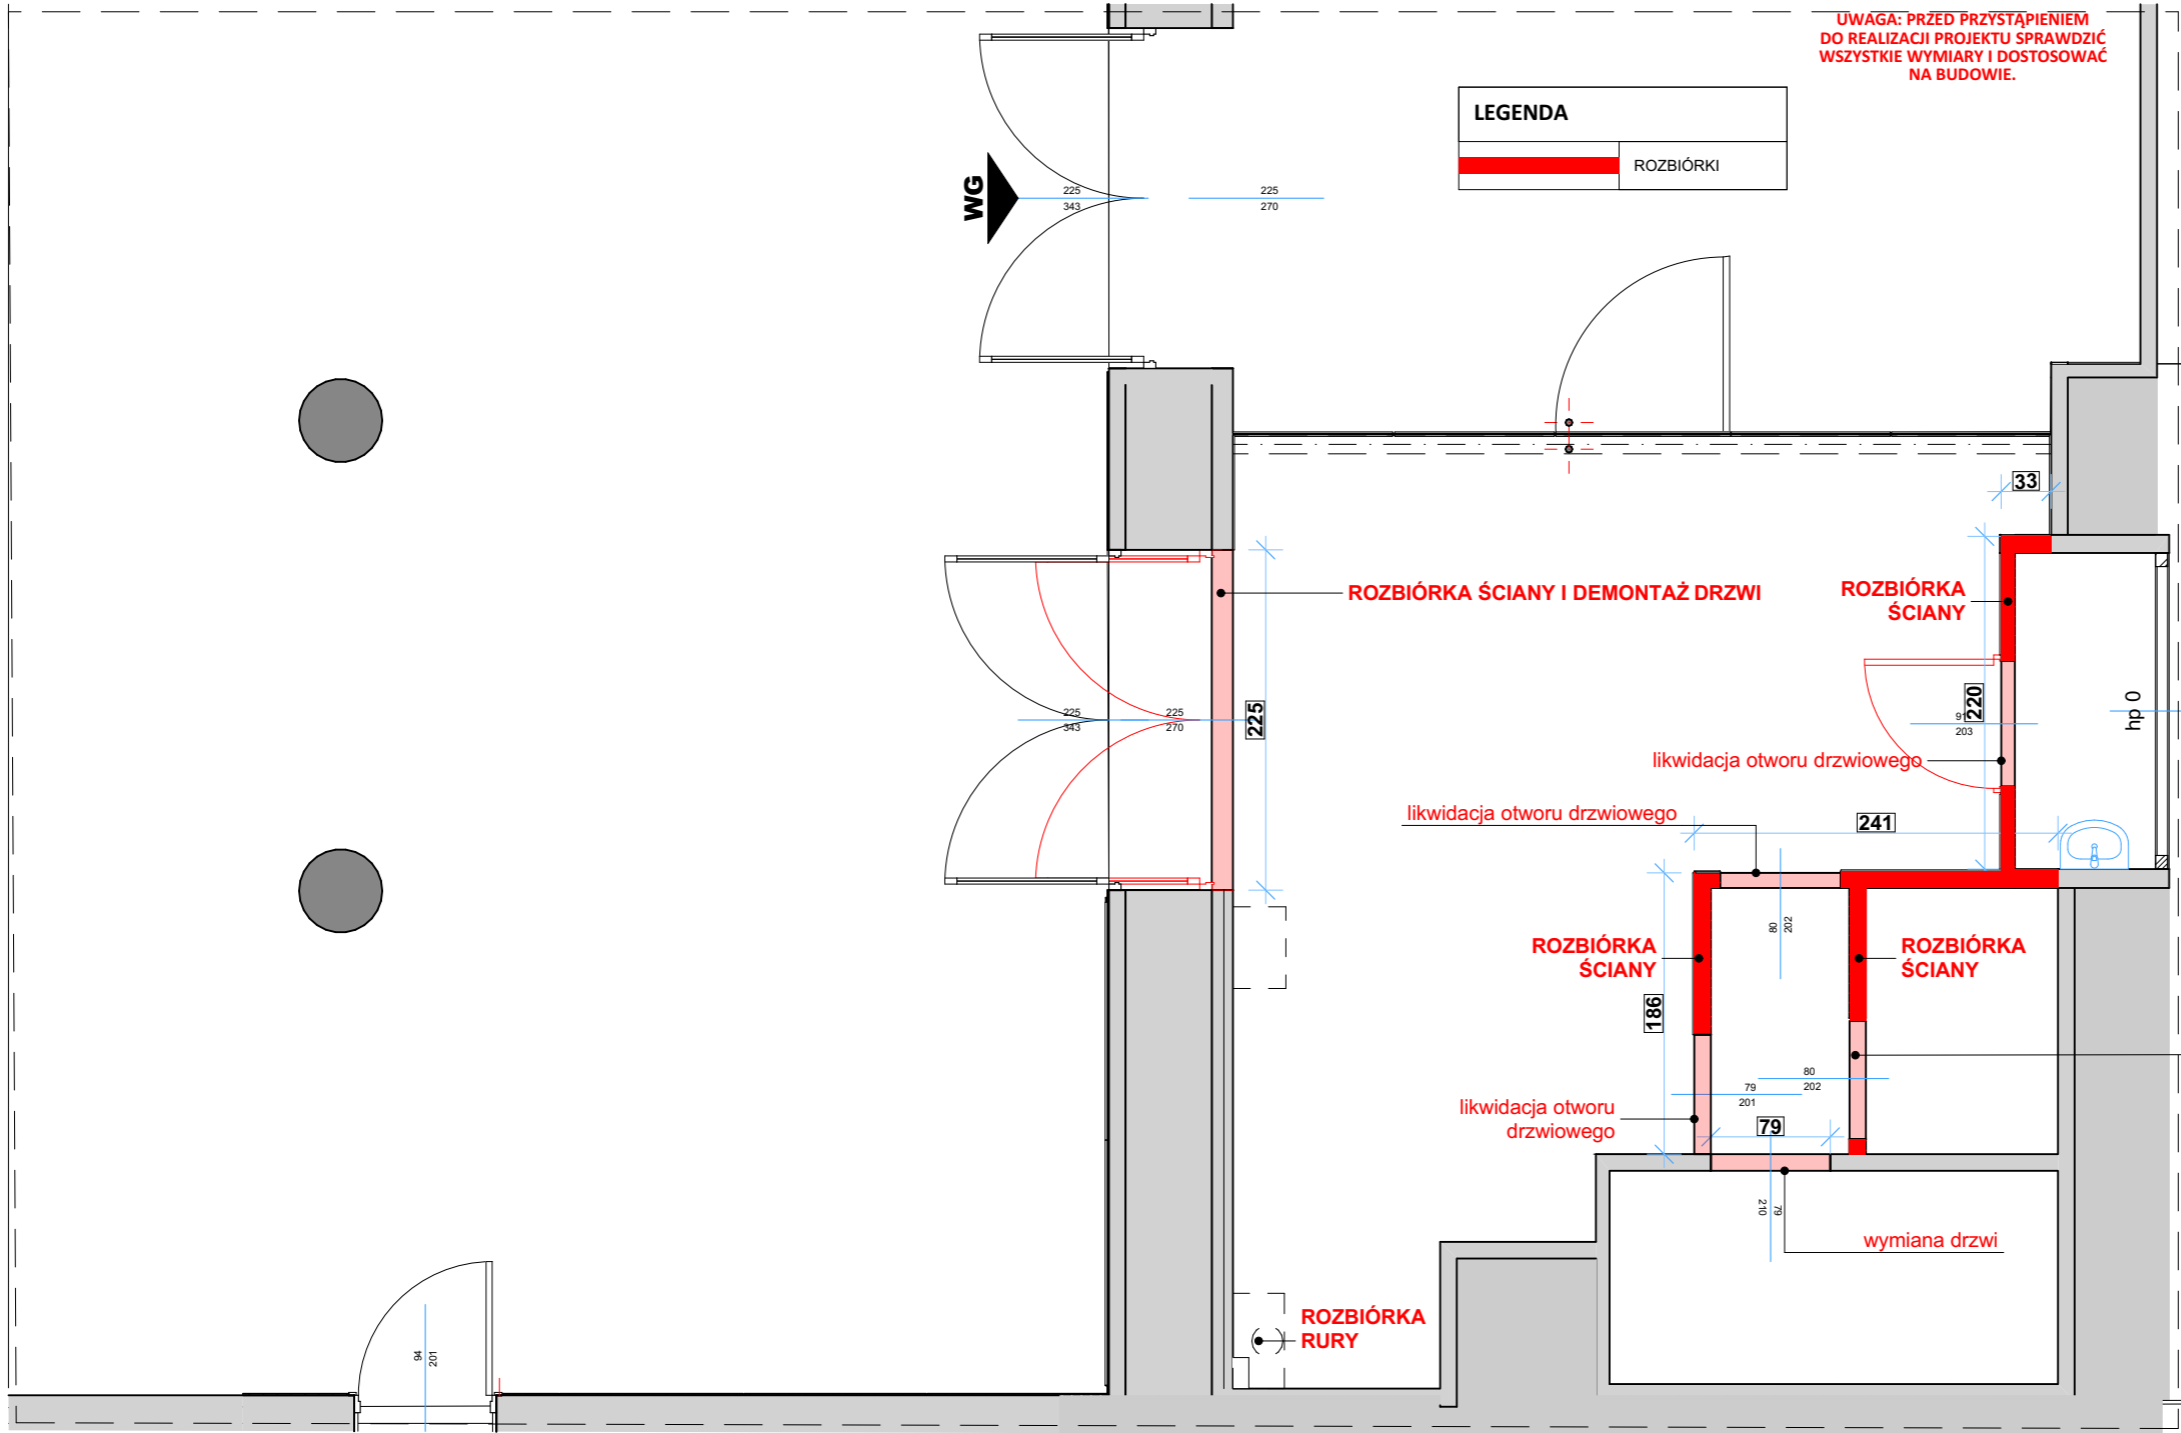 UWAGA: PRZED PRZYSTĄPIENIEM
DO REALIZACJI PROJEKTU SPRAWDZIĆ
WSZYSTKIE WYMIARY I DOSTOSOWAĆ
NA BUDOWIE.
LEGENDA
ROZBIÓRKI
WG
225
343
225
270
33
ROZBIÓRKA ŚCIANY I DEMONTAŻ DRZWI
ROZBIÓRKA
ŚCIANY
225
343
225
270
225
220
91
203
hp 0
likwidacja otworu drzwiowego
likwidacja otworu drzwiowego
241
80
202
ROZBIÓRKA
ŚCIANY
ROZBIÓRKA
ŚCIANY
186
80
202
79
201
likwidacja otworu
drzwiowego
79
79
210
wymiana drzwi
ROZBIÓRKA
RURY
94
201